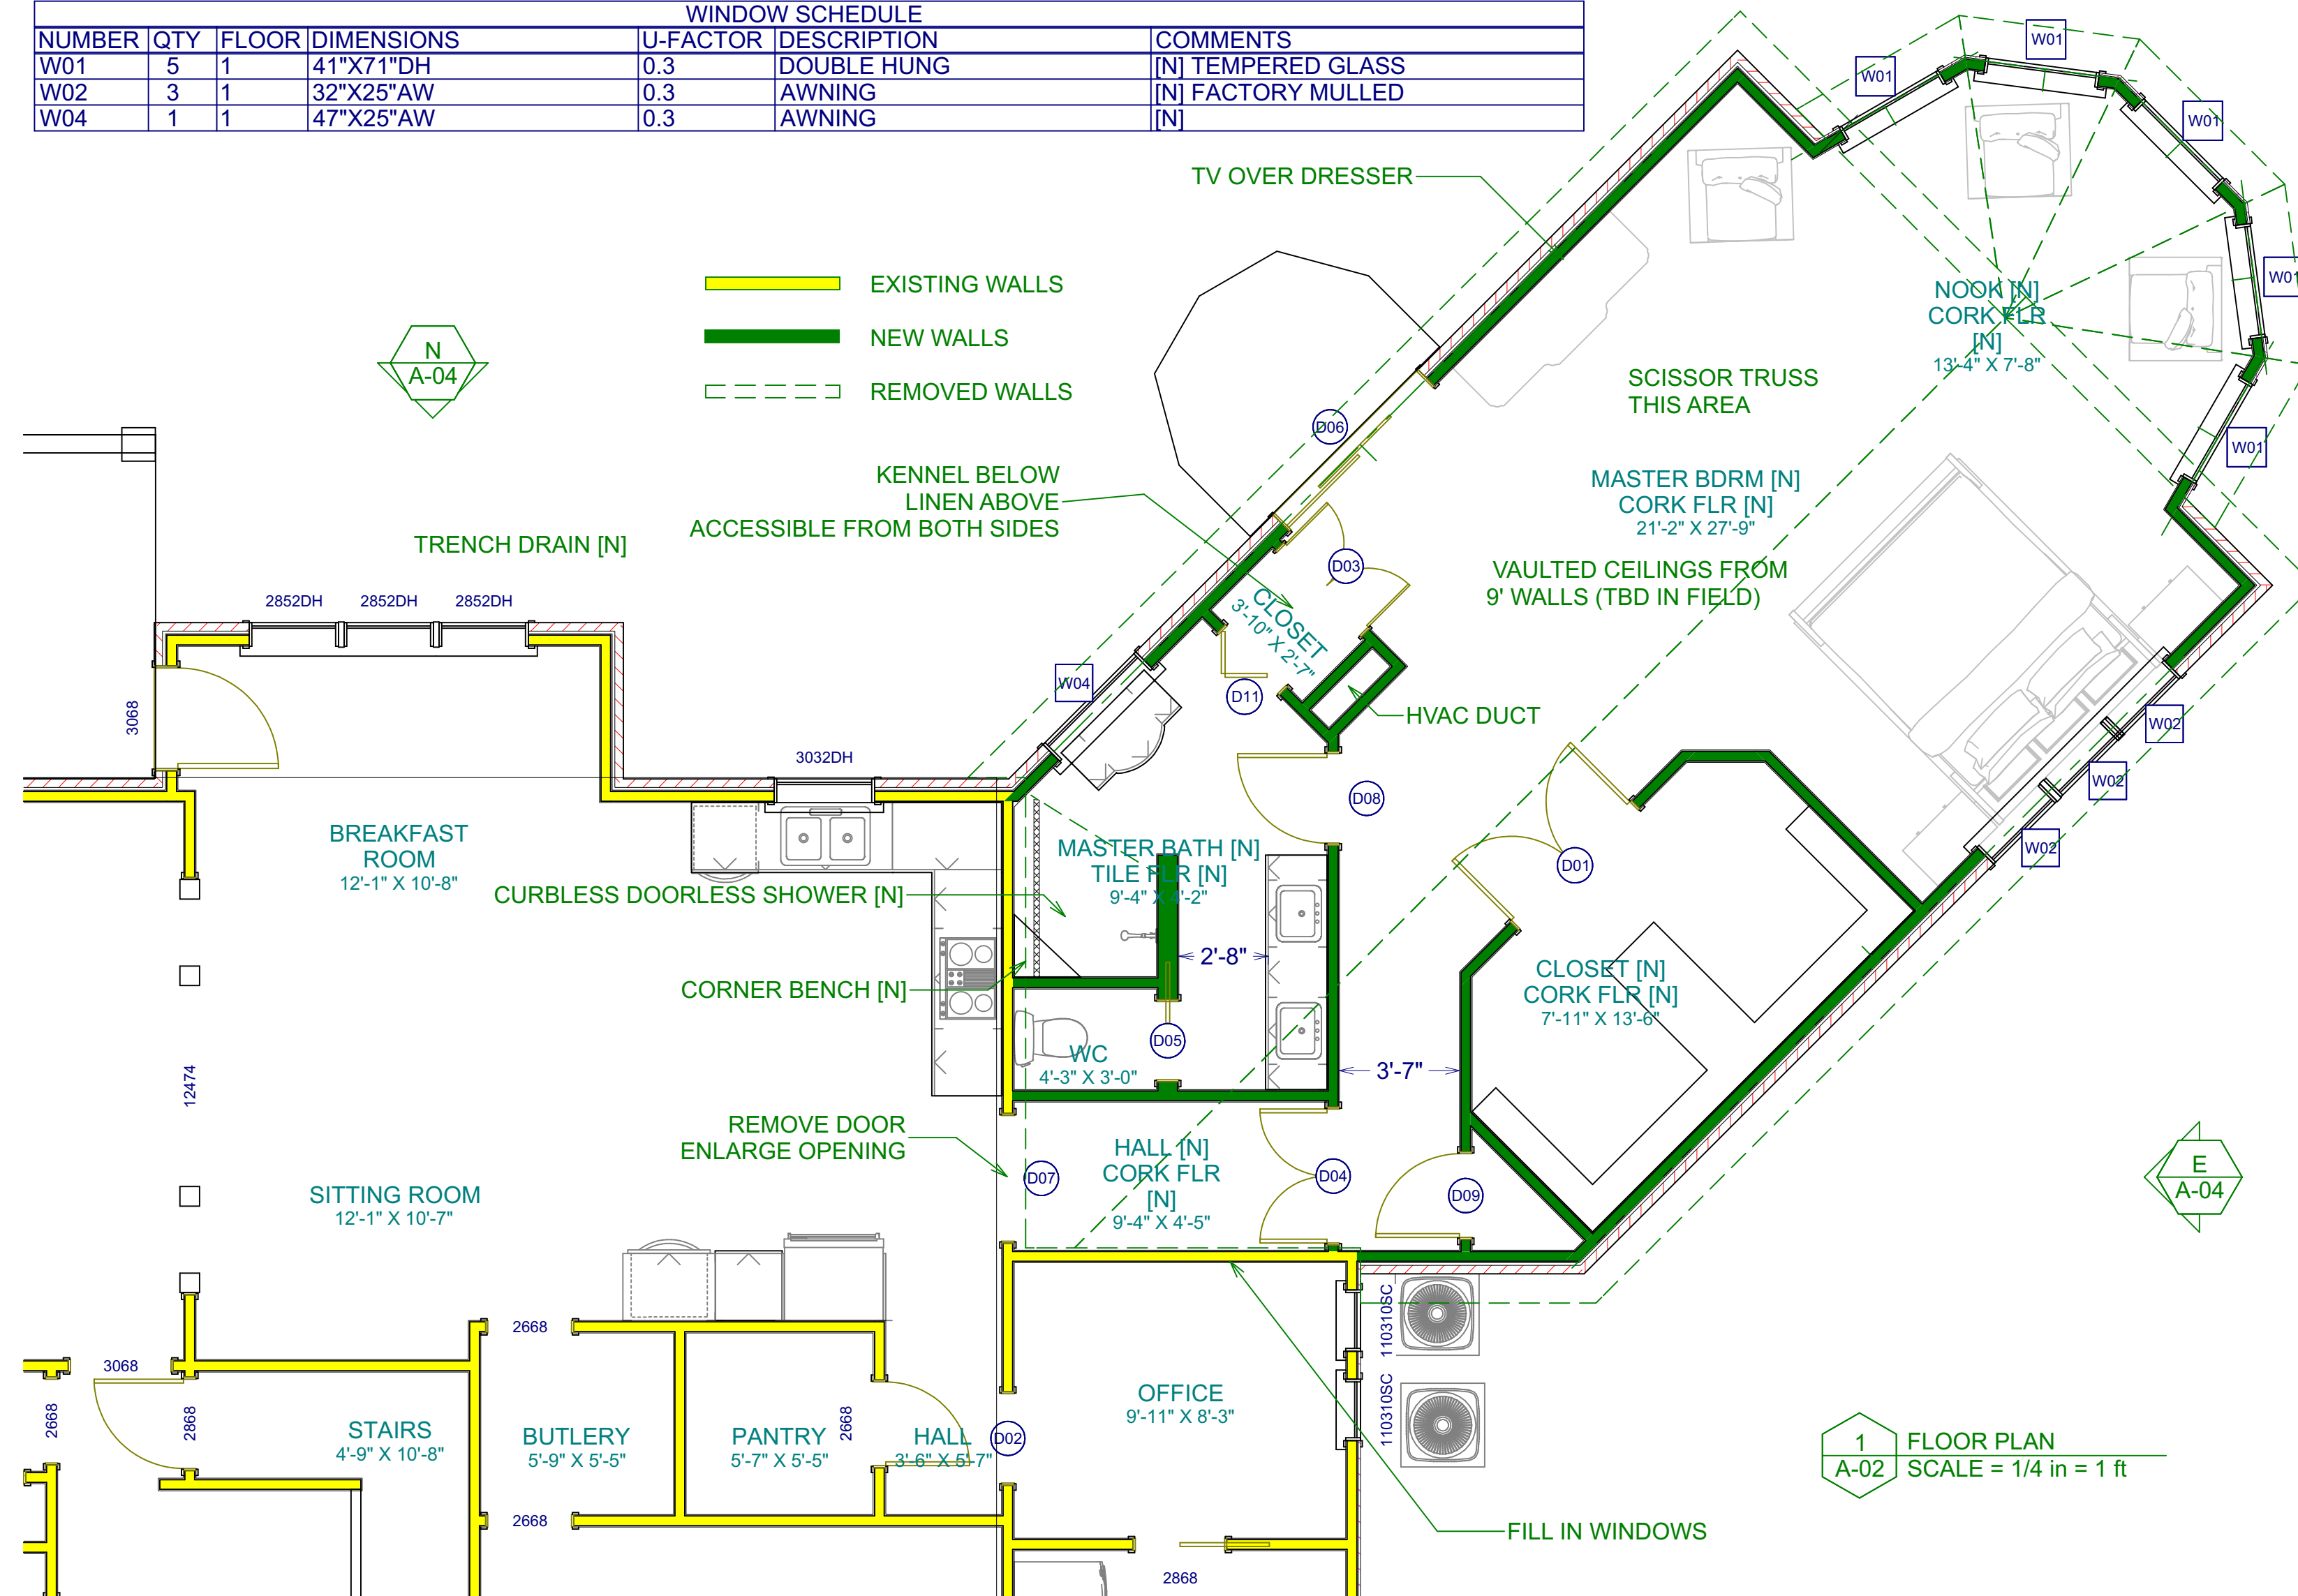 WINDOW SCHEDULE
NUMBER QTY FLOOR DIMENSIONS U-FACTOR DESCRIPTION COMMENTS
W01 5 1 41"X71"DH 0.3 DOUBLE HUNG [N] TEMPERED GLASS
W02 3 1 32"X25"AW 0.3 AWNING [N] FACTORY MULLED
W04 1 1 47"X25"AW 0.3 AWNING [N]
W01
W01
W01
W01
W01
TV OVER DRESSER
EXISTING WALLS
NEW WALLS
REMOVED WALLS
N
A-04
NOOK [N]
CORK FLR
[N]
13'-4" X 7'-8"
SCISSOR TRUSS
THIS AREA
D06
KENNEL BELOW
LINEN ABOVE
ACCESSIBLE FROM BOTH SIDES
MASTER BDRM [N]
CORK FLR [N]
21'-2" X 27'-9"
TRENCH DRAIN [N]
VAULTED CEILINGS FROM
9' WALLS (TBD IN FIELD)
D03
CLOSET
3'-10" X 2'-7"
2852DH 2852DH 2852DH
3068
W04
D11
HVAC DUCT
W02
W02
W02
3032DH
D08
BREAKFAST
ROOM
12'-1" X 10'-8"
MASTER BATH [N]
TILE FLR [N]
9'-4" X 4'-2"
D01
CURBLESS DOORLESS SHOWER [N]
2'-8"
CORNER BENCH [N]
CLOSET [N]
CORK FLR [N]
7'-11" X 13'-6"
D05
WC
4'-3" X 3'-0"
3'-7"
12474
REMOVE DOOR
ENLARGE OPENING
HALL [N]
CORK FLR
[N]
9'-4" X 4'-5"
D07
D04
D09
E
A-04
SITTING ROOM
12'-1" X 10'-7"
110310SC
110310SC
2668
3068
2668
2868
STAIRS
4'-9" X 10'-8"
BUTLERY
5'-9" X 5'-5"
PANTRY
5'-7" X 5'-5"
2668
HALL
3'-6" X 5'-7"
D02
OFFICE
9'-11" X 8'-3"
1
A-02
FLOOR PLAN
SCALE = 1/4 in = 1 ft
2668
FILL IN WINDOWS
2868